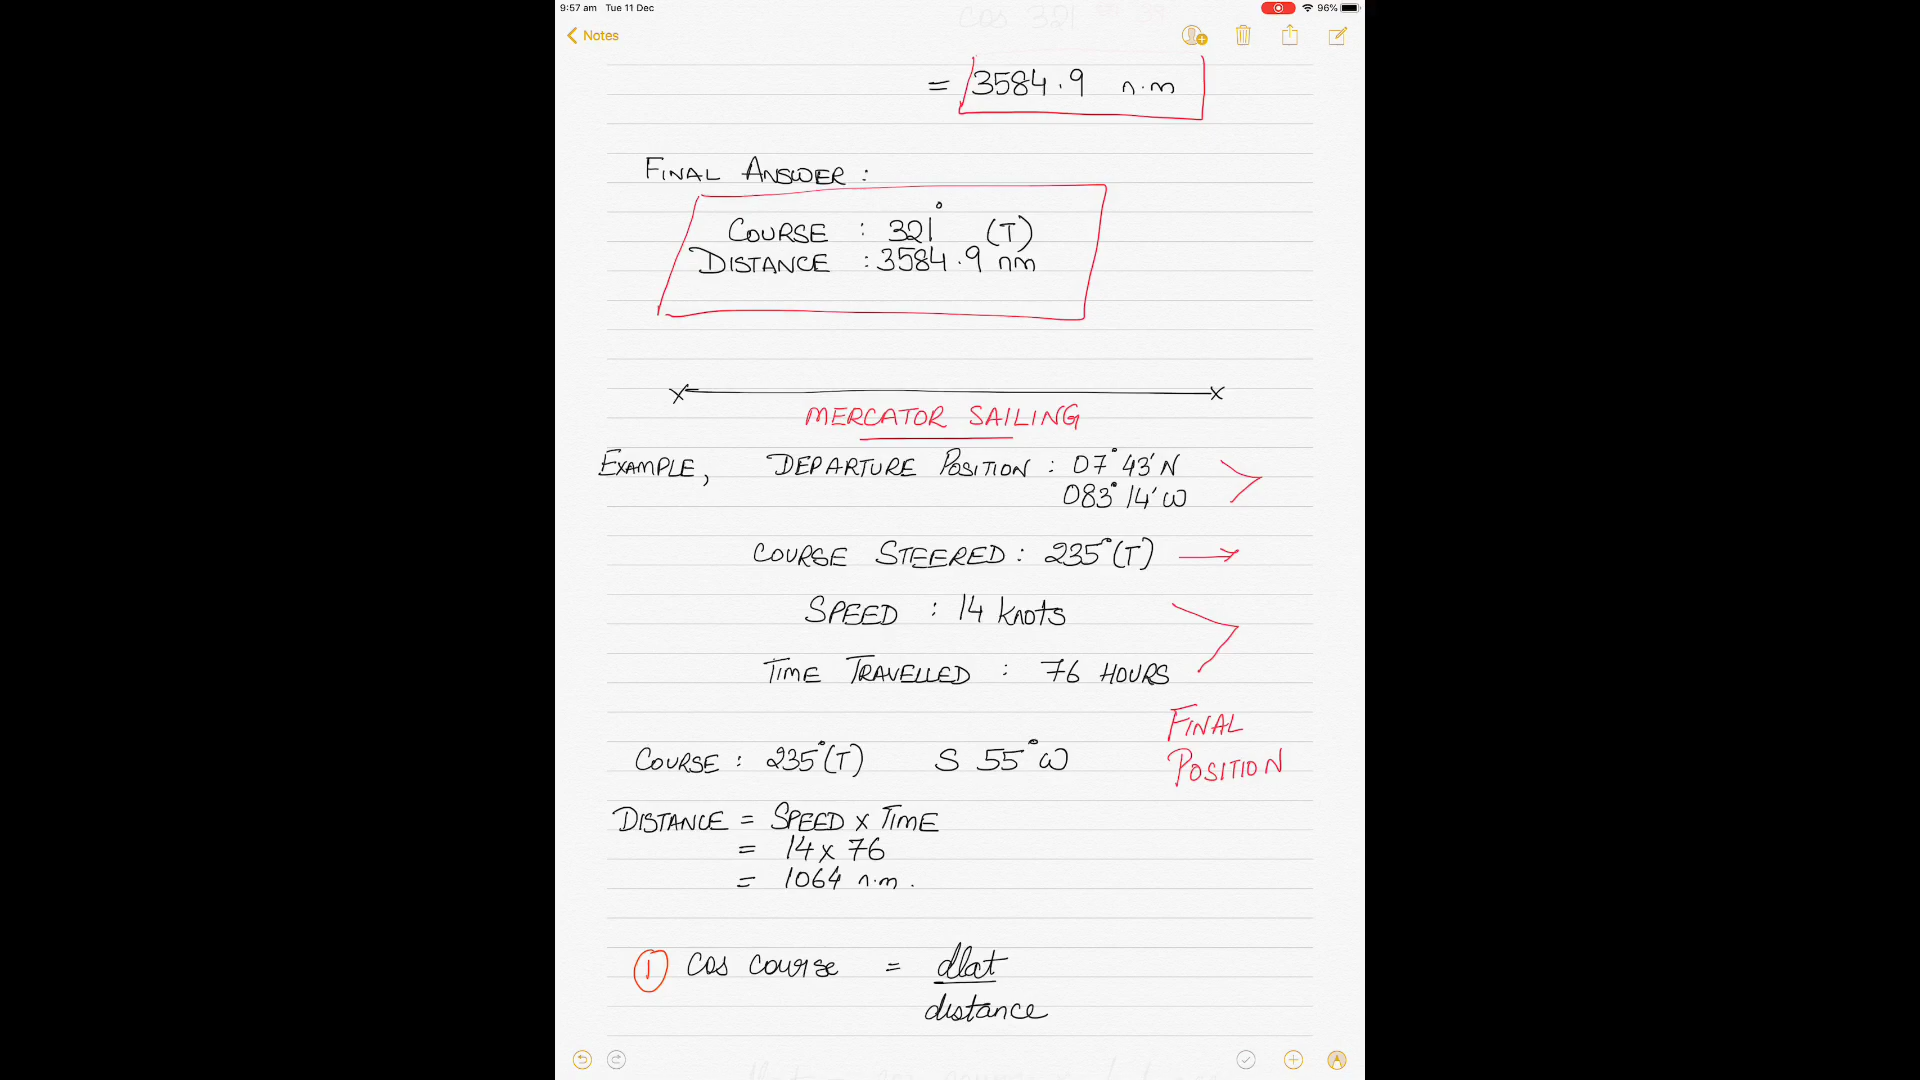 9:57 am Tue 11 Dec
96%
Notes
cos 321
= 3584.9 n.m
FINAL ANSWER :
COURSE : 321° (T)
DISTANCE : 3584.9 nm
MERCATOR SAILING
EXAMPLE, DEPARTURE POSITION : 07° 43' N
083° 14' W
COURSE STEERED : 235° (T)
SPEED : 14 knots
TIME TRAVELLED : 76 HOURS
FINAL
POSITION
COURSE : 235° (T) S 55° W
DISTANCE = SPEED x TIME
= 14 x 76
= 1064 n.m.
1 cos course = dlat
distance